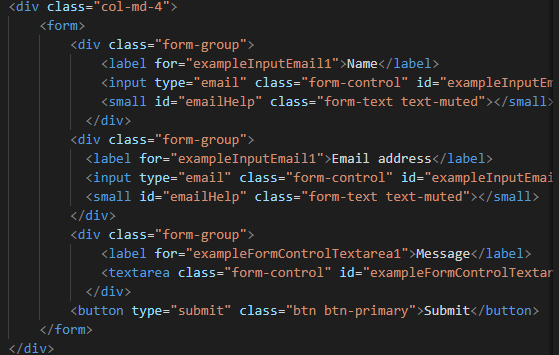 <div class="col-md-4">
<form>
<div class="form-group">
<label for="exampleInputEmail1">Name</label>
<input type="email" class="form-control" id="exampleInputEm
<small id="emailHelp" class="form-text text-muted"></small>
</div>
<div class="form-group">
<label for="exampleInputEmail1">Email address</label>
<input type="email" class="form-control" id="exampleInputEmai
<small id="emailHelp" class="form-text text-muted"></small>
</div>
<div class="form-group">
<label for="exampleFormControlTextarea1">Message</label>
<textarea class="form-control" id="exampleFormControlTextar
</div>
<button type="submit" class="btn btn-primary">Submit</button>
</form>
</div>